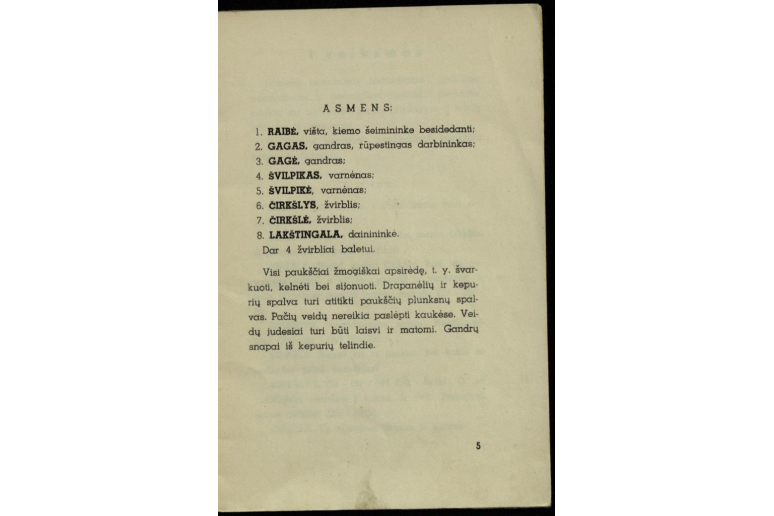 ASMENS:
1. RAIBĖ, višta, kiemo šeimininke besidedanti;
2. GAGAS, gandras, rūpestingas darbininkas;
3. GAGĖ, gandras;
4. ŠVILPIKAS, varnėnas;
5. ŠVILPIKĖ, varnėnas;
6. ČIRKŠLYS, žvirblis;
7. ČIRKŠLĖ, žvirblis;
8. LAKŠTINGALA, dainininkė.
Dar 4 žvirbliai baletui.
Visi paukščiai žmogiškai apsirėdę, t. y. švar-
kuoti, kelnėti bei sijonuoti. Drapanėlių ir kepu-
rių spalva turi atitikti paukščių plunksnų spal-
vas. Pačių veidų nereikia paslėpti kaukėse. Vei-
dų judesiai turi būti laisvi ir matomi. Gandrų
snapai iš kepurių telindie.
5